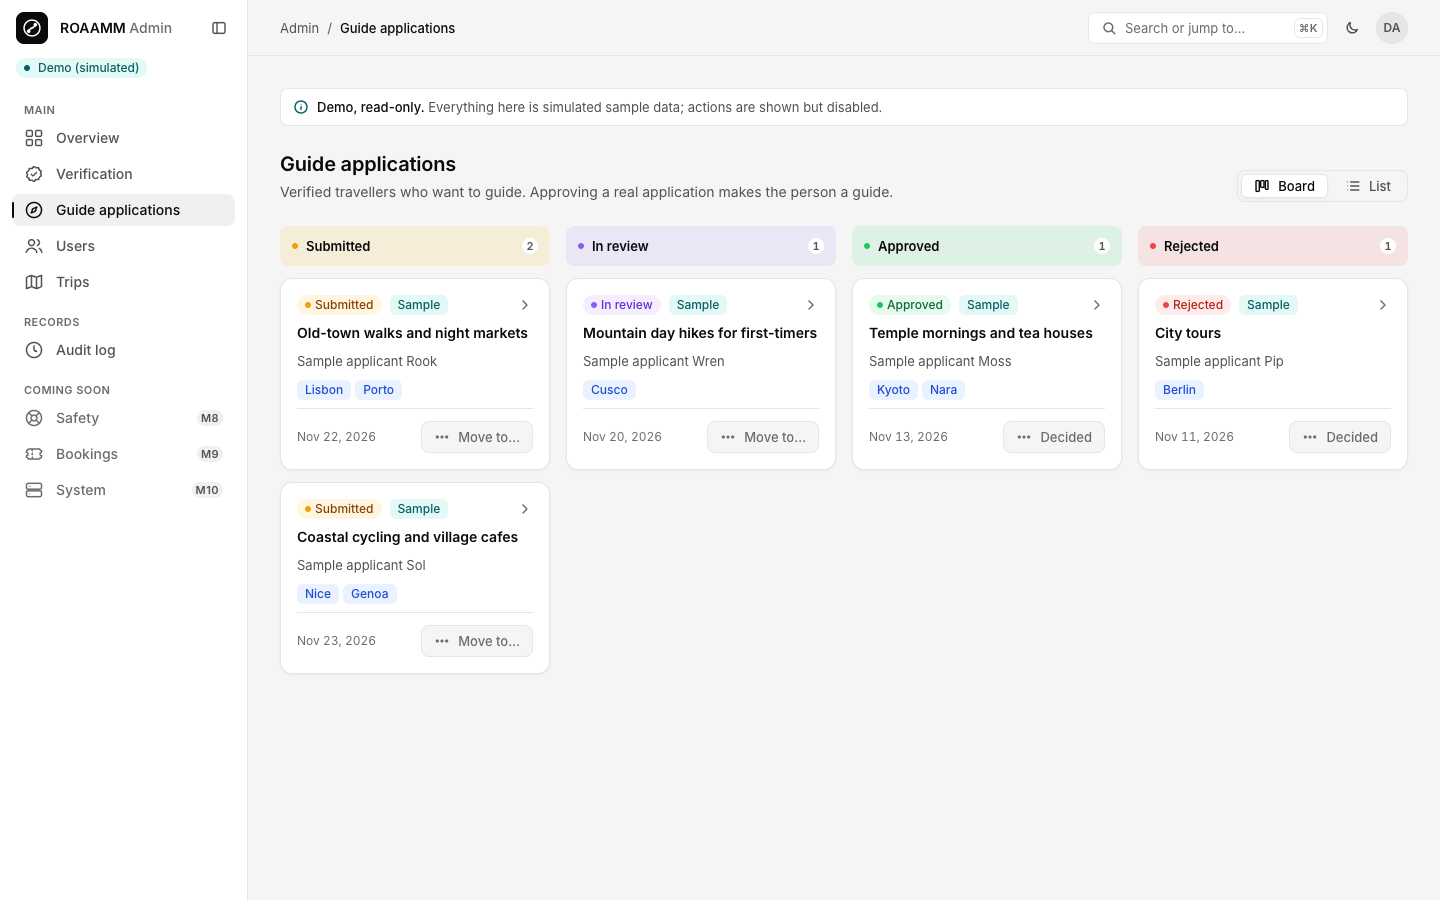 ROAAMM Admin
Demo (simulated)
MAIN
Overview
Verification
Guide applications
Users
Trips
RECORDS
Audit log
COMING SOON
Safety M8
Bookings M9
System M10
Admin / Guide applications
Search or jump to... ⌘K
DA
Demo, read-only. Everything here is simulated sample data; actions are shown but disabled.
Guide applications
Verified travellers who want to guide. Approving a real application makes the person a guide.
Board List
Submitted 2
Submitted Sample
Old-town walks and night markets
Sample applicant Rook
Lisbon Porto
Nov 22, 2026 ••• Move to...
Submitted Sample
Coastal cycling and village cafes
Sample applicant Sol
Nice Genoa
Nov 23, 2026 ••• Move to...
In review 1
In review Sample
Mountain day hikes for first-timers
Sample applicant Wren
Cusco
Nov 20, 2026 ••• Move to...
Approved 1
Approved Sample
Temple mornings and tea houses
Sample applicant Moss
Kyoto Nara
Nov 13, 2026 ••• Decided
Rejected 1
Rejected Sample
City tours
Sample applicant Pip
Berlin
Nov 11, 2026 ••• Decided